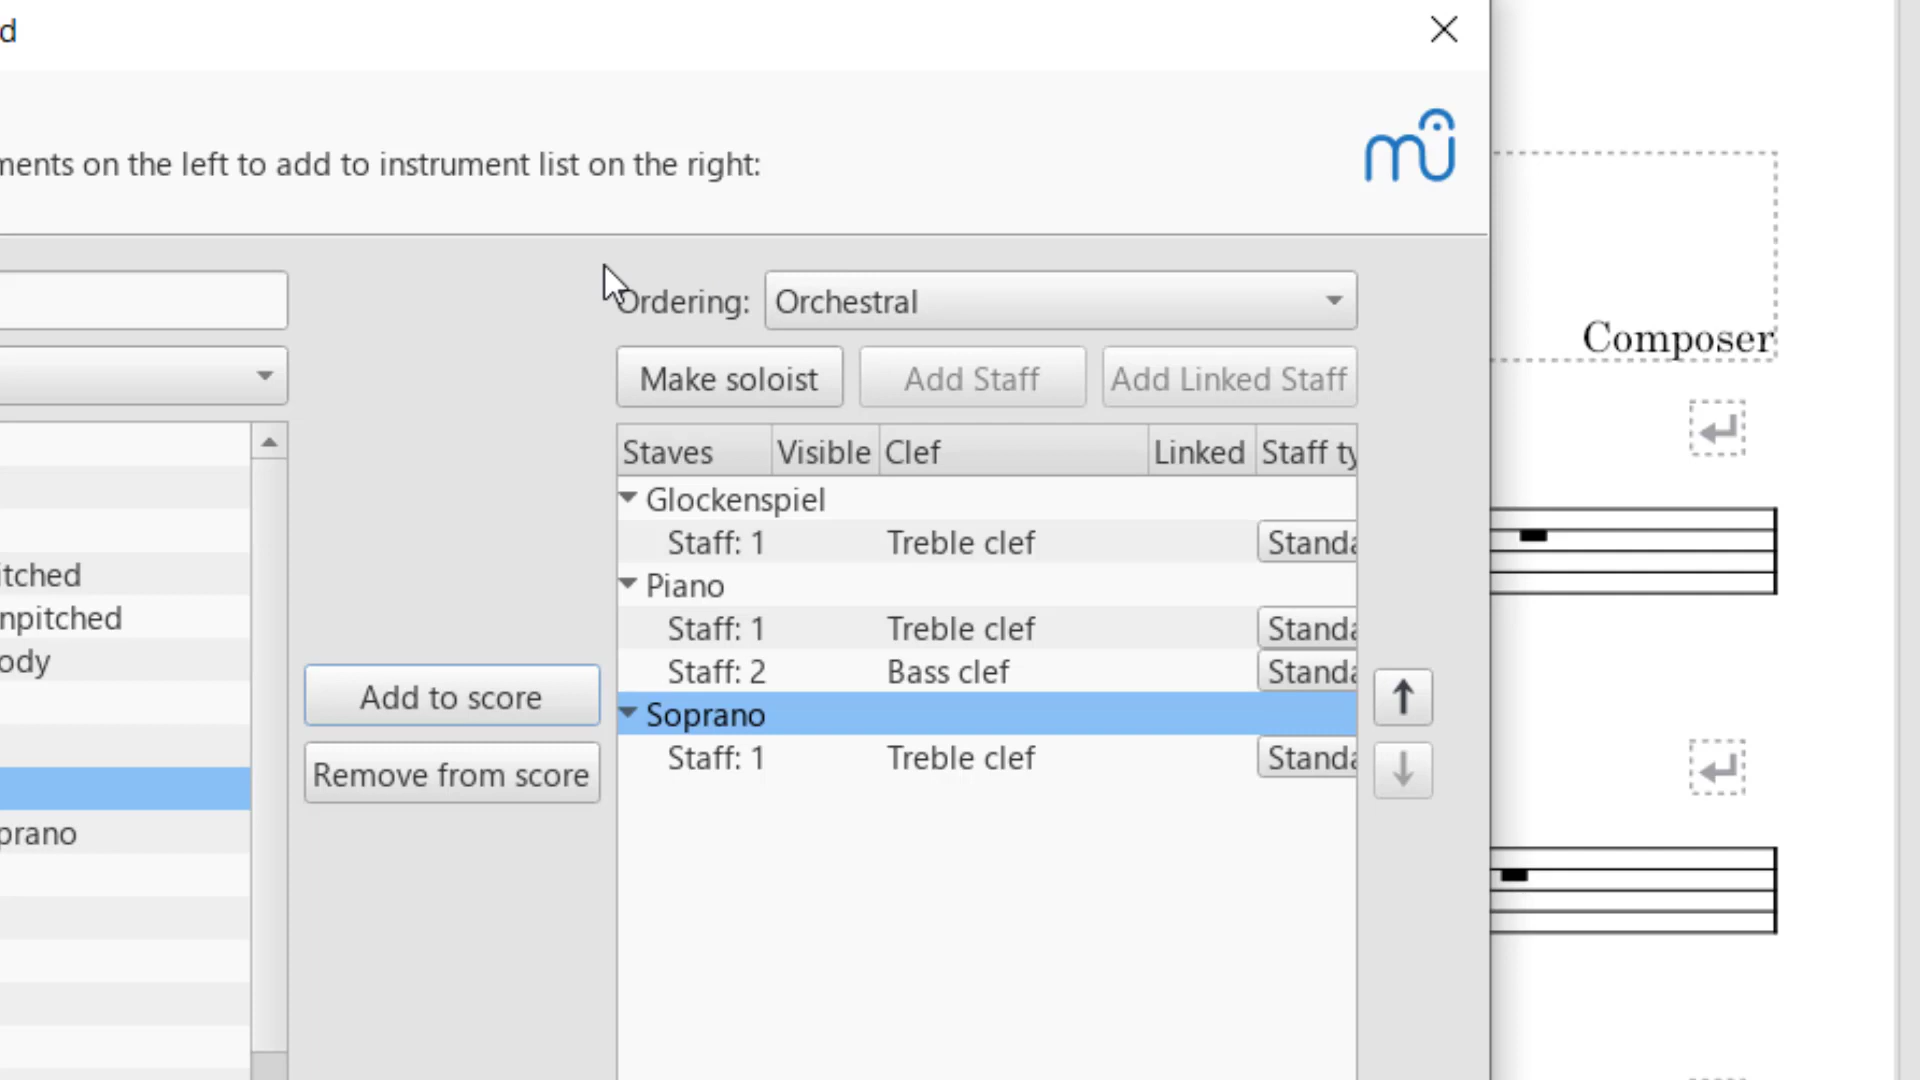 d
ments on the left to add to instrument list on the right:
Ordering: Orchestral
Composer
Make soloist Add Staff Add Linked Staff
Staves Visible Clef Linked Staff ty
Glockenspiel
Staff: 1 Treble clef Standa
Piano
Staff: 1 Treble clef Standa
Staff: 2 Bass clef Standa
Soprano
Staff: 1 Treble clef Standa
itched
npitched
ody
Add to score
Remove from score
prano